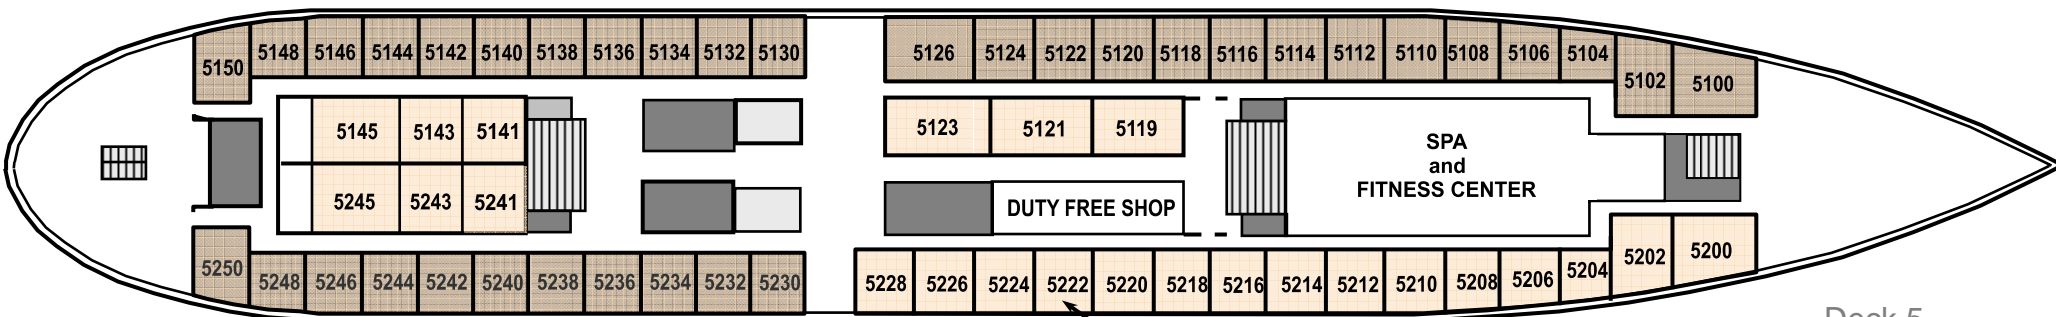 5150 5148 5146 5144 5142 5140 5138 5136 5134 5132 5130 5126 5124 5122 5120 5118 5116 5114 5112 5110 5108 5106 5104 5102 5100
5145 5143 5141 5123 5121 5119
SPA
and
FITNESS CENTER
5245 5243 5241
DUTY FREE SHOP
5250 5248 5246 5244 5242 5240 5238 5236 5234 5232 5230 5228 5226 5224 5222 5220 5218 5216 5214 5212 5210 5208 5206 5204 5202 5200
Deck 5